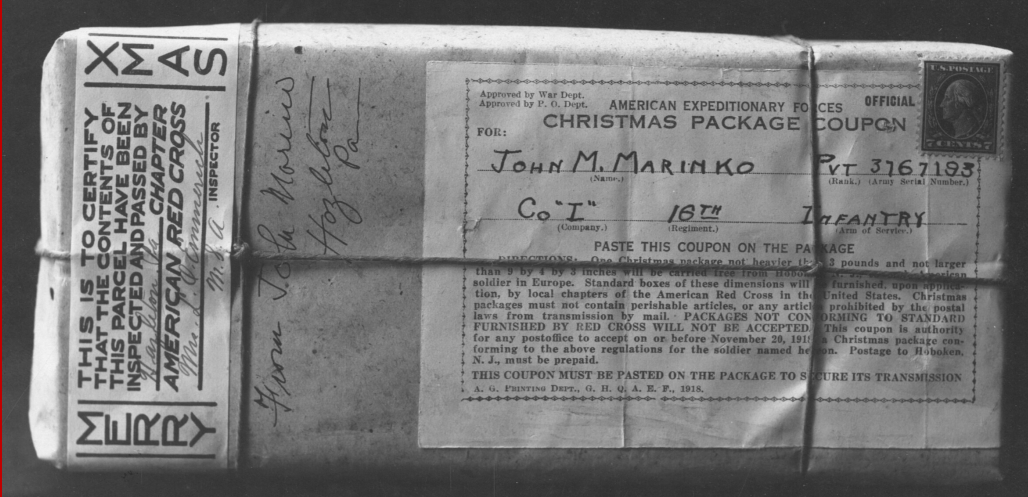 MERRY
XMAS
THIS IS TO CERTIFY
THAT THE CONTENTS OF
THIS PARCEL HAVE BEEN
INSPECTED AND PASSED BY
CHAPTER
AMERICAN RED CROSS
INSPECTOR
From J. M.
Hazleton
Pa
Approved by War Dept.
Approved by P. O. Dept.
AMERICAN EXPEDITIONARY FORCES
OFFICIAL
CHRISTMAS PACKAGE COUPON
U.S. POSTAGE
7 CENTS 7
FOR:
JOHN M. MARINKO PVT 3767193
(Name.) (Rank.) (Army Serial Number.)
Co "I" 16TH INFANTRY
(Company.) (Regiment.) (Arm of Service.)
PASTE THIS COUPON ON THE PACKAGE
DIRECTIONS: One Christmas package not heavier than 3 pounds and not larger
than 9 by 4 by 3 inches will be carried free from Hoboken, American
soldier in Europe. Standard boxes of these dimensions will furnished, upon applica-
tion, by local chapters of the American Red Cross in the United States. Christmas
packages must not contain perishable articles, or any articles prohibited by the postal
laws from transmission by mail. PACKAGES NOT CONFORMING TO STANDARD
FURNISHED BY RED CROSS WILL NOT BE ACCEPTED. This coupon is authority
for any postoffice to accept on or before November 20, 1918 a Christmas package con-
forming to the above regulations for the soldier named hereon. Postage to Hoboken,
N. J., must be prepaid.
THIS COUPON MUST BE PASTED ON THE PACKAGE TO SECURE ITS TRANSMISSION
A. G. PRINTING DEPT., G. H. Q. A. E. F., 1918.